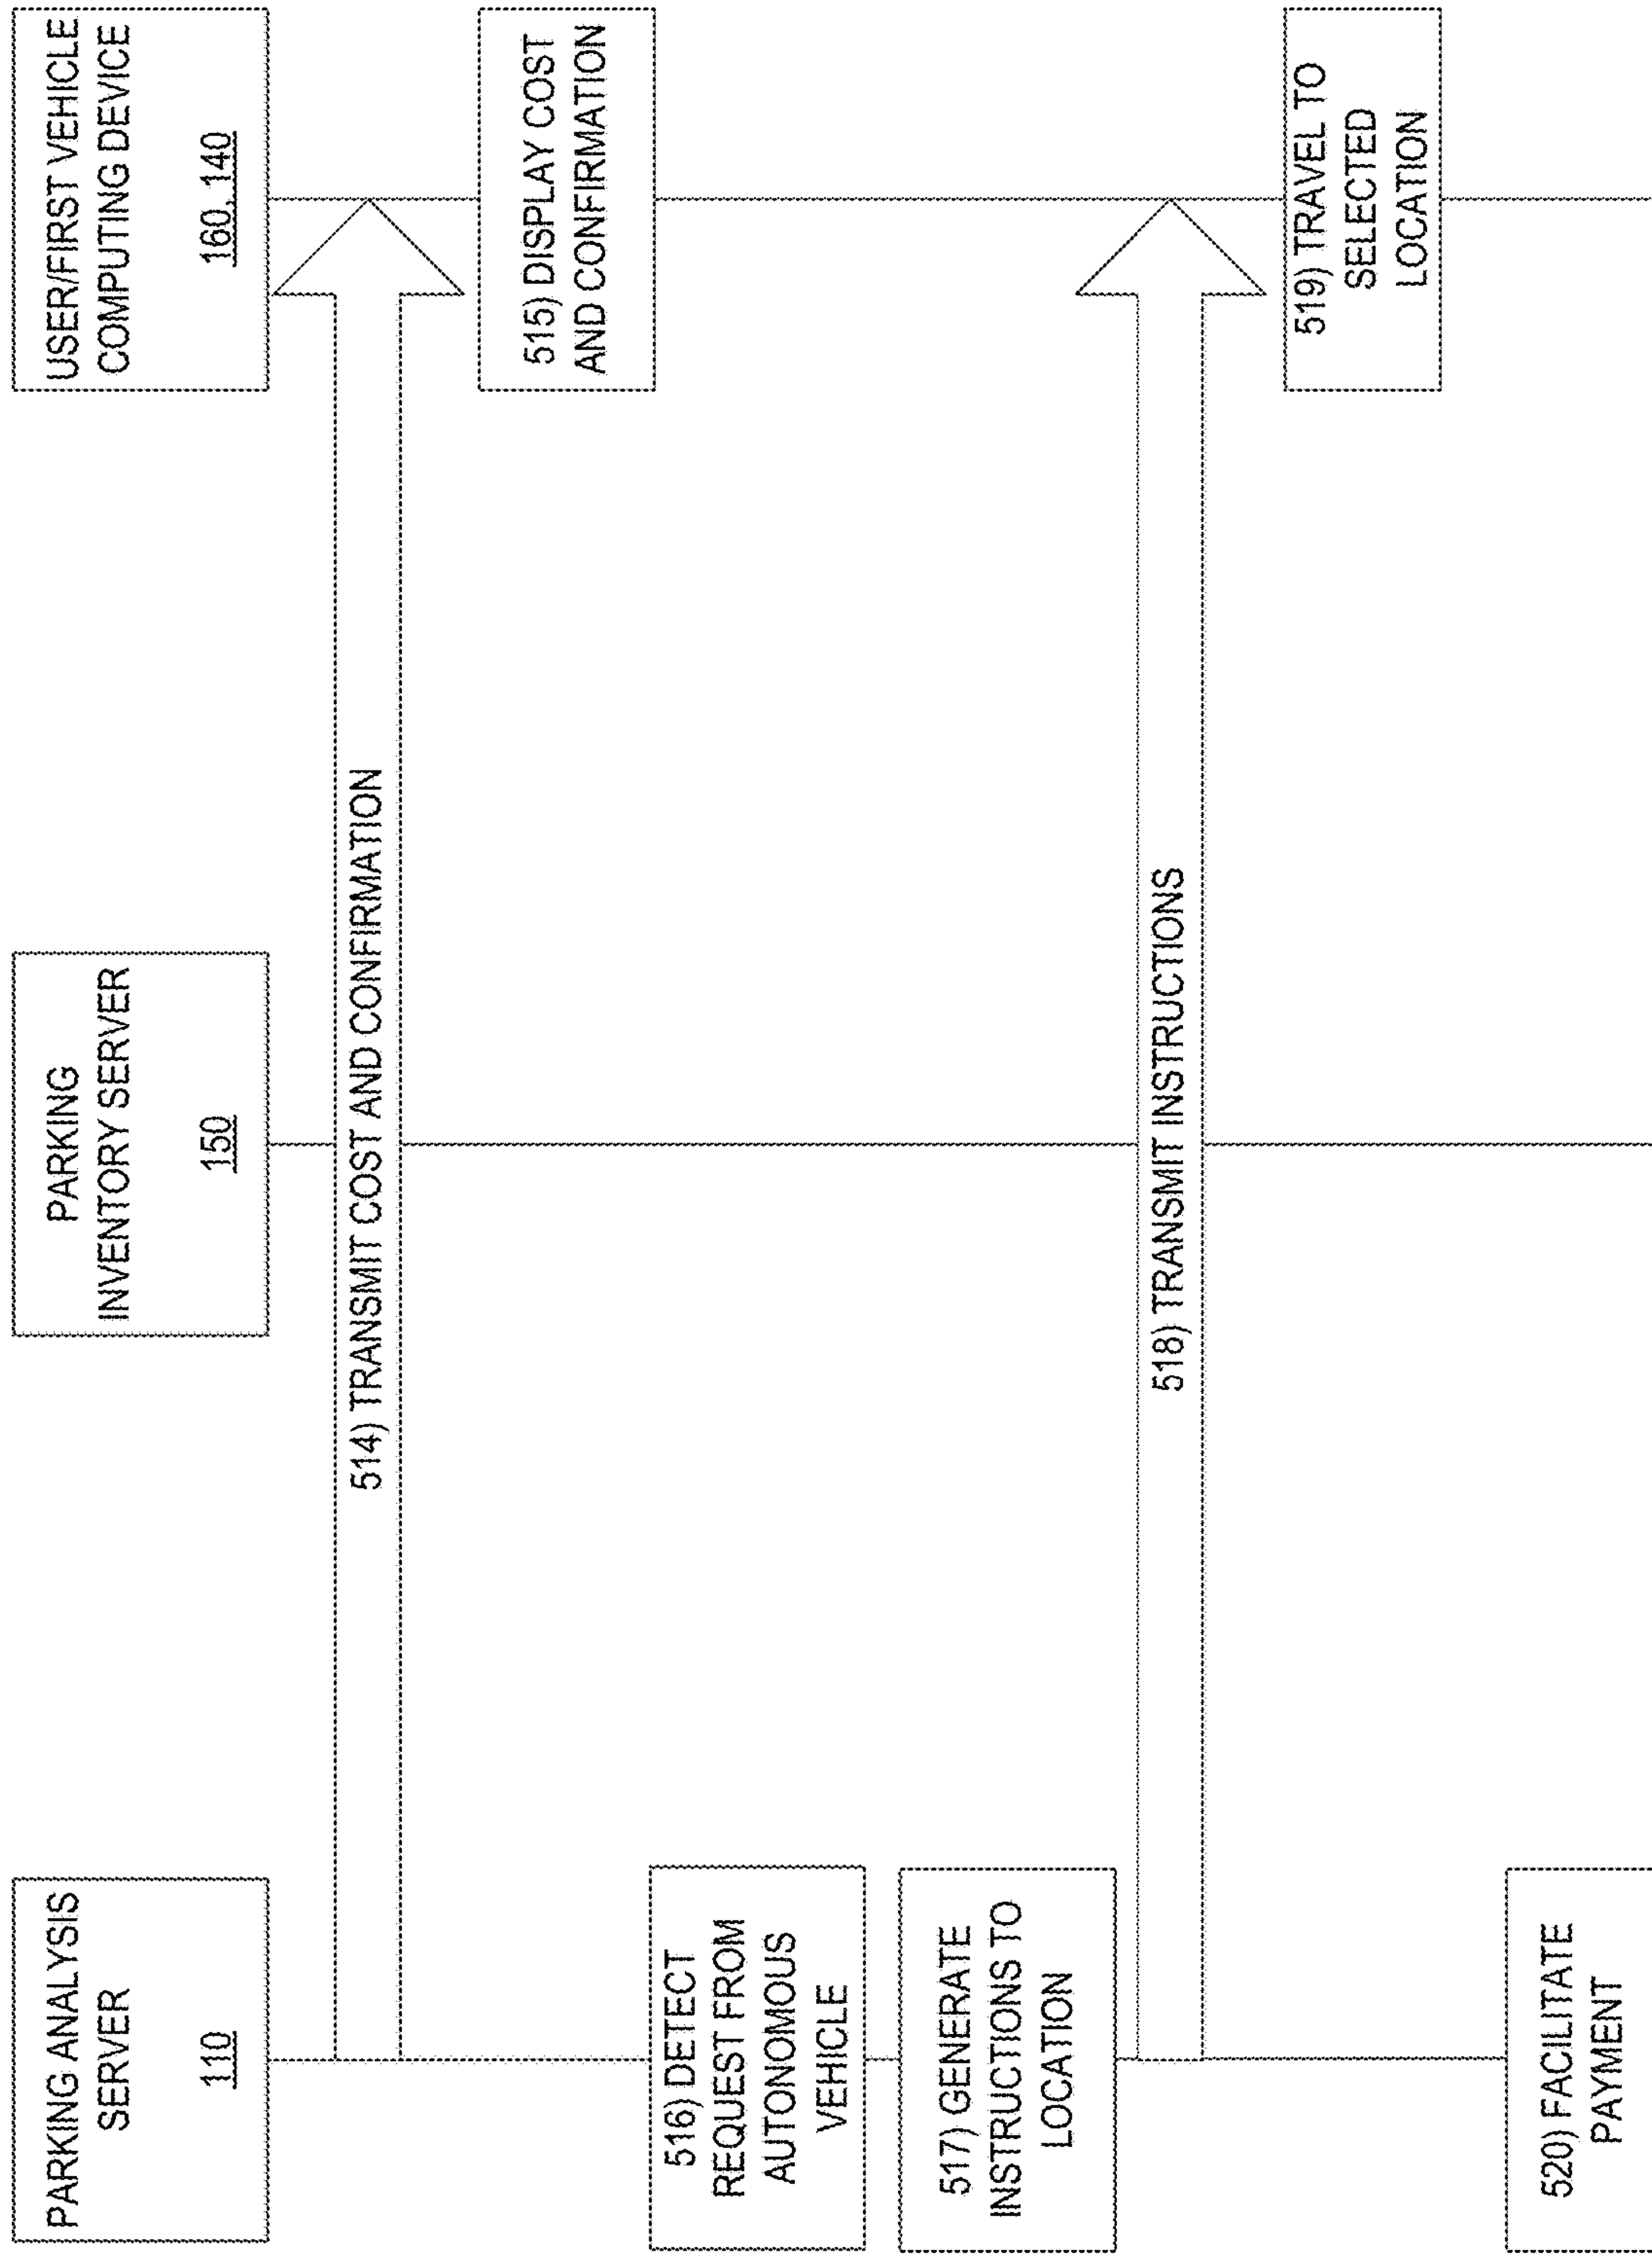 PARKING ANALYSIS
SERVER
110
PARKING
INVENTORY SERVER
150
USER/FIRST VEHICLE
COMPUTING DEVICE
160, 140
514) TRANSMIT COST AND CONFIRMATION
515) DISPLAY COST
AND CONFIRMATION
516) DETECT
REQUEST FROM
AUTONOMOUS
VEHICLE
517) GENERATE
INSTRUCTIONS TO
LOCATION
518) TRANSMIT INSTRUCTIONS
519) TRAVEL TO
SELECTED
LOCATION
520) FACILITATE
PAYMENT